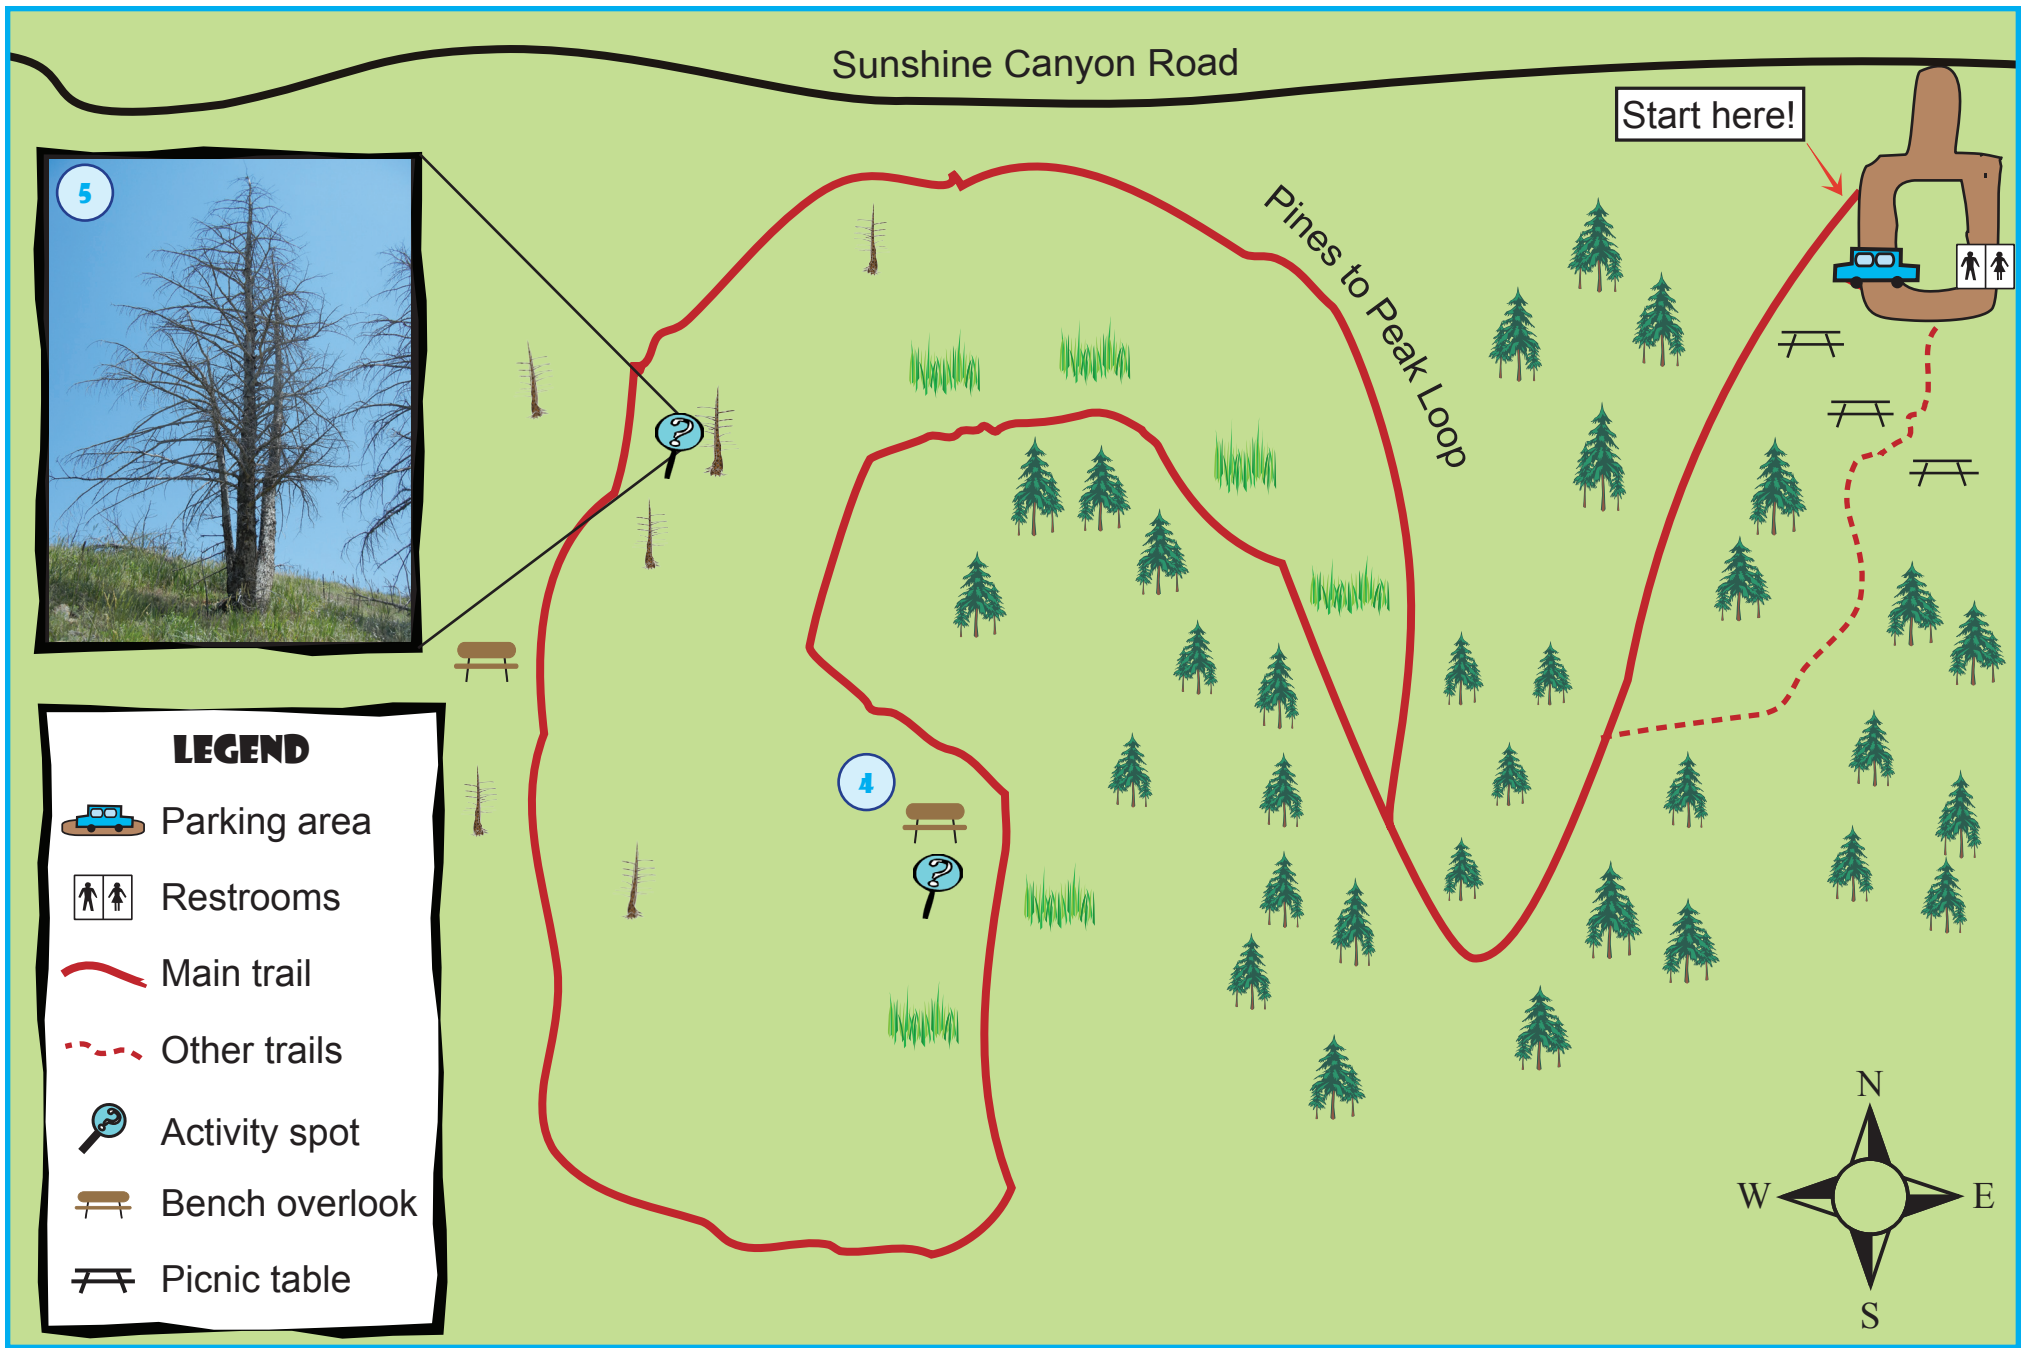 Sunshine Canyon Road
Start here!
5
Pines to Peak Loop
?
4
?
LEGEND
Parking area
Restrooms
Main trail
Other trails
?
Activity spot
Bench overlook
Picnic table
N
W
E
S